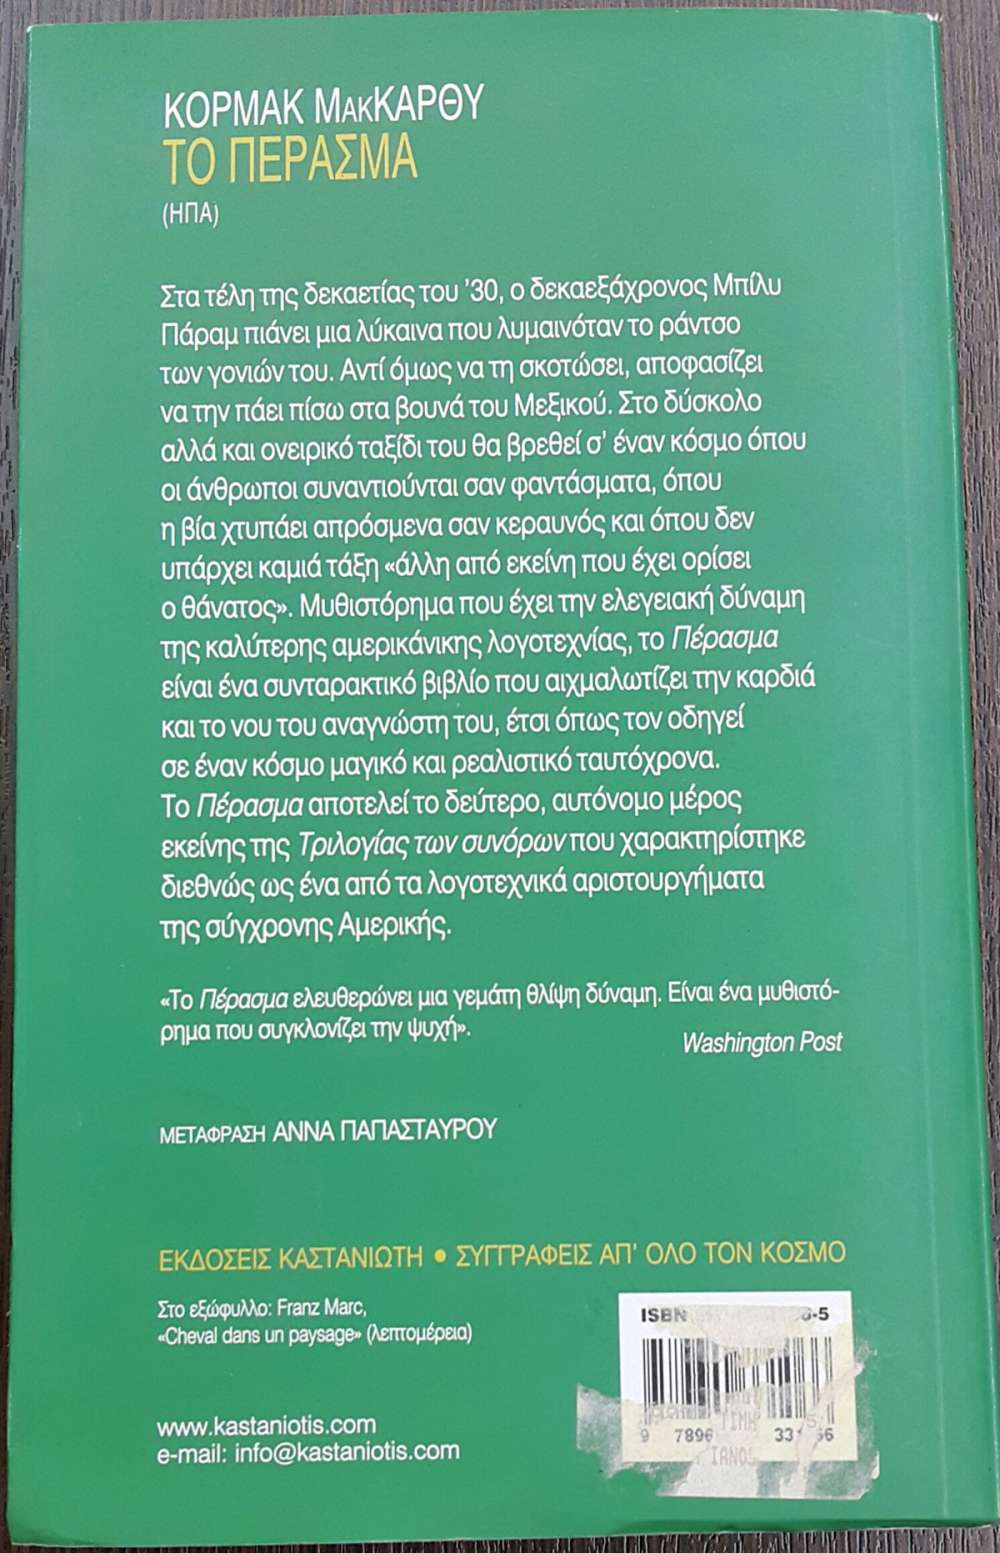 ΚΟΡΜΑΚ ΜακΚΑΡΘΥ
ΤΟ ΠΕΡΑΣΜΑ
(ΗΠΑ)
Στα τέλη της δεκαετίας του ’30, ο δεκαεξάχρονος Μπίλυ
Πάραμ πιάνει μια λύκαινα που λυμαινόταν το ράντσο
των γονιών του. Αντί όμως να τη σκοτώσει, αποφασίζει
να την πάει πίσω στα βουνά του Μεξικού. Στο δύσκολο
αλλά και ονειρικό ταξίδι του θα βρεθεί σ’ έναν κόσμο όπου
οι άνθρωποι συναντιούνται σαν φαντάσματα, όπου
η βία χτυπάει απρόσμενα σαν κεραυνός και όπου δεν
υπάρχει καμιά τάξη «άλλη από εκείνη που έχει ορίσει
ο θάνατος». Μυθιστόρημα που έχει την ελεγειακή δύναμη
της καλύτερης αμερικάνικης λογοτεχνίας, το Πέρασμα
είναι ένα συνταρακτικό βιβλίο που αιχμαλωτίζει την καρδιά
και το νου του αναγνώστη του, έτσι όπως τον οδηγεί
σε έναν κόσμο μαγικό και ρεαλιστικό ταυτόχρονα.
Το Πέρασμα αποτελεί το δεύτερο, αυτόνομο μέρος
εκείνης της Τριλογίας των συνόρων που χαρακτηρίστηκε
διεθνώς ως ένα από τα λογοτεχνικά αριστουργήματα
της σύγχρονης Αμερικής.
«Το Πέρασμα ελευθερώνει μια γεμάτη θλίψη δύναμη. Είναι ένα μυθιστό-
ρημα που συγκλονίζει την ψυχή».
Washington Post
ΜΕΤΑΦΡΑΣΗ ΑΝΝΑ ΠΑΠΑΣΤΑΥΡΟΥ
ΕΚΔΟΣΕΙΣ ΚΑΣΤΑΝΙΩΤΗ • ΣΥΓΓΡΑΦΕΙΣ ΑΠ’ ΟΛΟ ΤΟΝ ΚΟΣΜΟ
Στο εξώφυλλο: Franz Marc,
«Cheval dans un paysage» (λεπτομέρεια)
www.kastaniotis.com
e-mail: info@kastaniotis.com
ISBN
9 7896
ΤΙΜΗ
ΙΑΝΟΣ